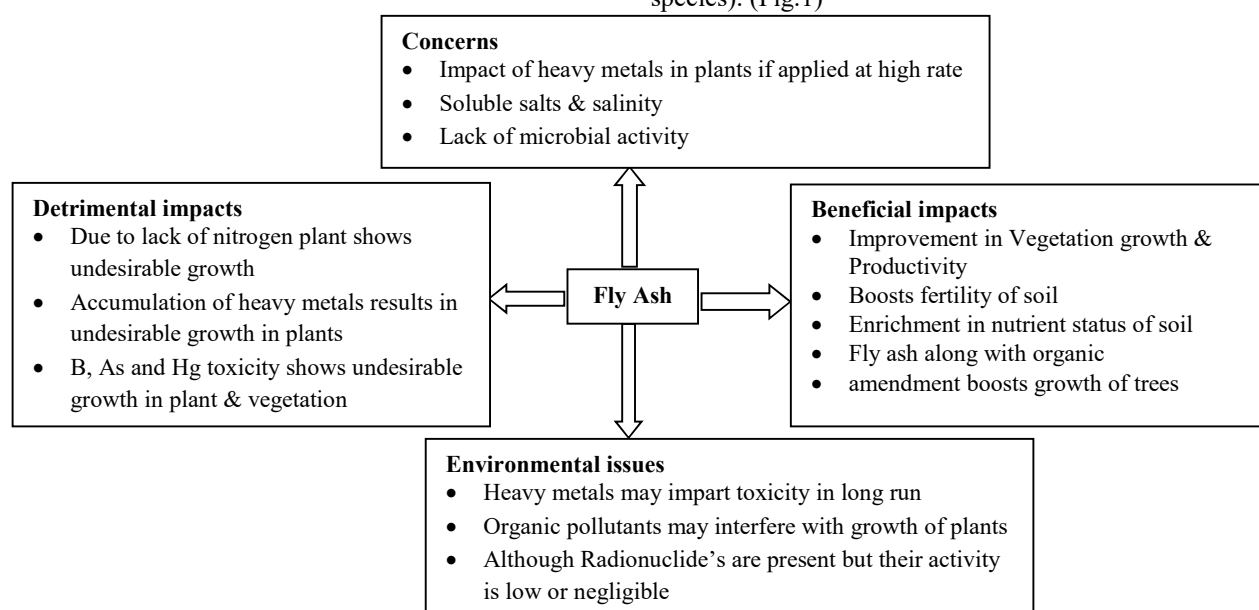 species). (Fig.1)
Concerns
• Impact of heavy metals in plants if applied at high rate
• Soluble salts & salinity
• Lack of microbial activity
Detrimental impacts
• Due to lack of nitrogen plant shows
undesirable growth
• Accumulation of heavy metals results in
undesirable growth in plants
• B, As and Hg toxicity shows undesirable
growth in plant & vegetation
Fly Ash
Beneficial impacts
• Improvement in Vegetation growth &
Productivity
• Boosts fertility of soil
• Enrichment in nutrient status of soil
• Fly ash along with organic
• amendment boosts growth of trees
Environmental issues
• Heavy metals may impart toxicity in long run
• Organic pollutants may interfere with growth of plants
• Although Radionuclide’s are present but their activity
is low or negligible